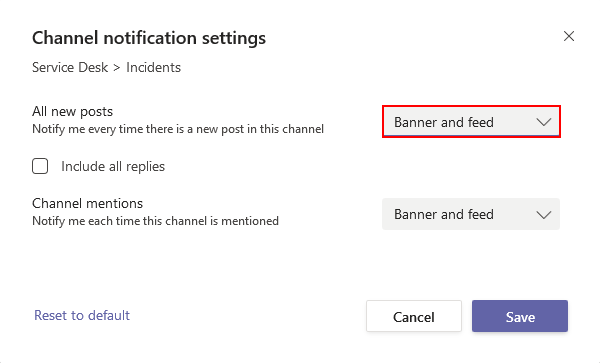 Channel notification settings
Service Desk > Incidents
All new posts
Notify me every time there is a new post in this channel
Banner and feed
Include all replies
Channel mentions
Notify me each time this channel is mentioned
Banner and feed
Reset to default
Cancel
Save